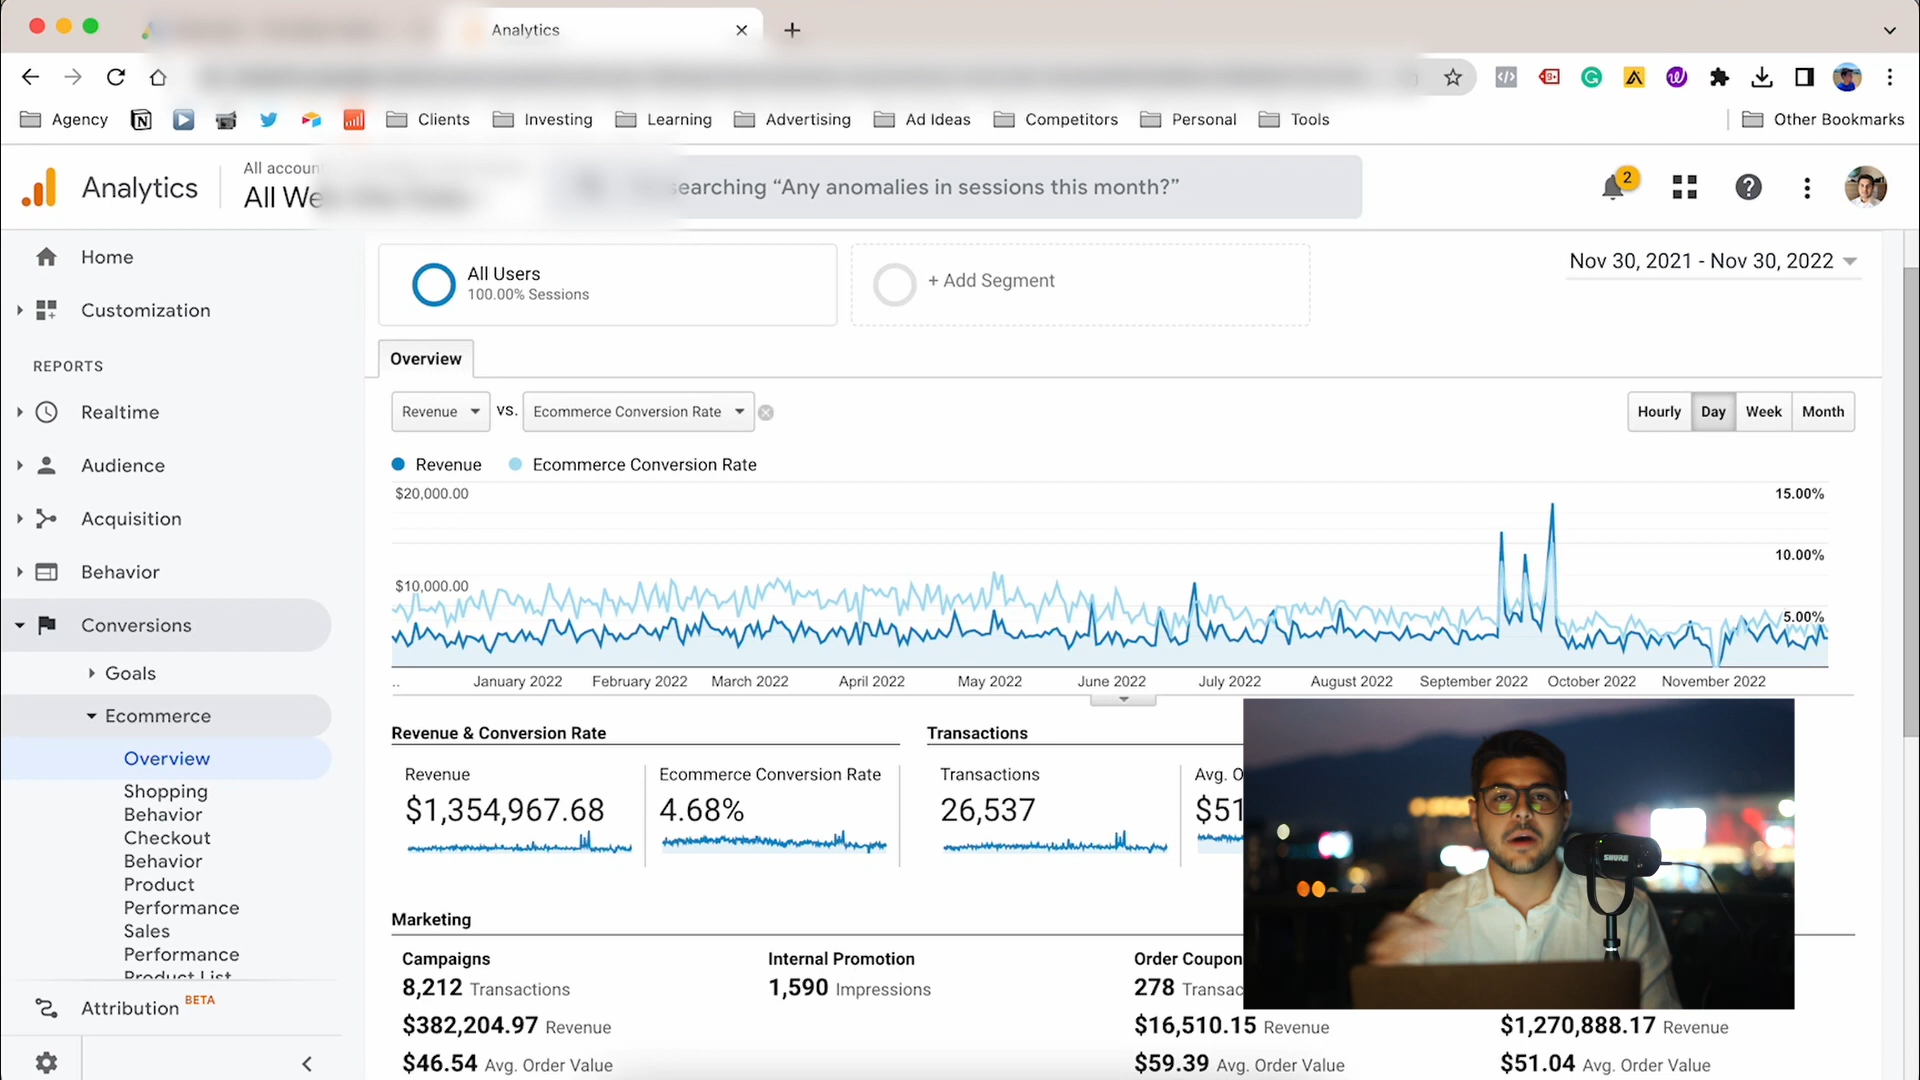 Analytics
Agency
Clients
Investing
Learning
Advertising
Ad Ideas
Competitors
Personal
Tools
Other Bookmarks
Analytics
All
All
searching “Any anomalies in sessions this month?”
2
Home
Customization
REPORTS
Realtime
Audience
Acquisition
Behavior
Conversions
Goals
Ecommerce
Overview
Shopping
Behavior
Checkout
Behavior
Product
Performance
Sales
Performance
Product List
Attribution BETA
All Users
100.00% Sessions
+ Add Segment
Nov 30, 2021 - Nov 30, 2022
Overview
Revenue vs. Ecommerce Conversion Rate
Hourly Day Week Month
Revenue Ecommerce Conversion Rate
$20,000.00 15.00%
10.00%
$10,000.00
5.00%
.. January 2022 February 2022 March 2022 April 2022 May 2022 June 2022 July 2022 August 2022 September 2022 October 2022 November 2022
Revenue & Conversion Rate
Revenue
$1,354,967.68
Ecommerce Conversion Rate
4.68%
Transactions
Transactions
26,537
Avg.
SHURE
Marketing
Campaigns
8,212 Transactions
$382,204.97 Revenue
$46.54 Avg. Order Value
Internal Promotion
1,590 Impressions
Order Coupon
278
$16,510.15 Revenue
$59.39 Avg. Order Value
$1,270,888.17 Revenue
$51.04 Avg. Order Value